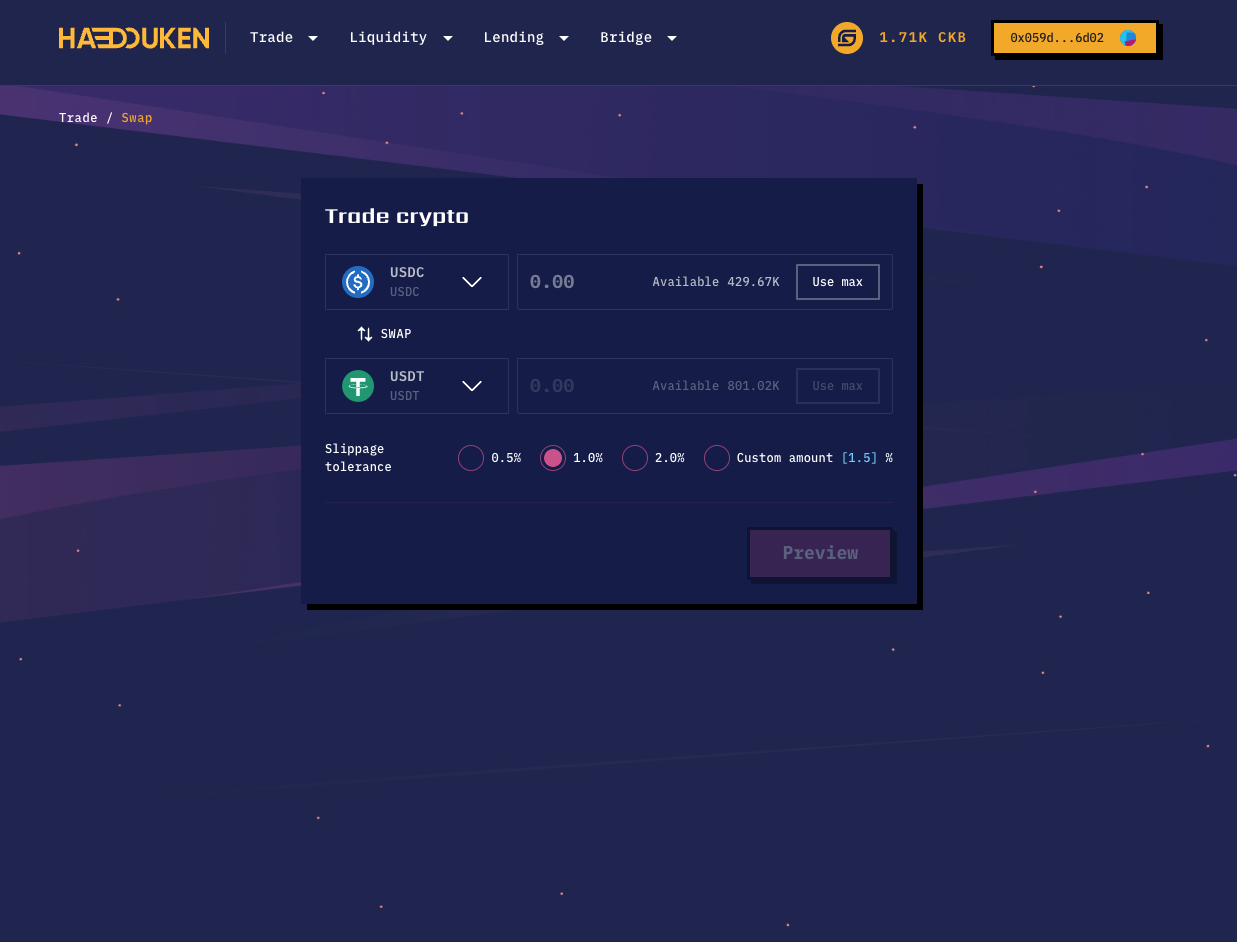 HADOUKEN
Trade
Liquidity
Lending
Bridge
1.71K CKB
0x059d...6d02
Trade / Swap
Trade crypto
USDC
USDC
0.00
Available 429.67K
Use max
SWAP
USDT
USDT
0.00
Available 801.02K
Use max
Slippage
tolerance
0.5%
1.0%
2.0%
Custom amount [1.5] %
Preview